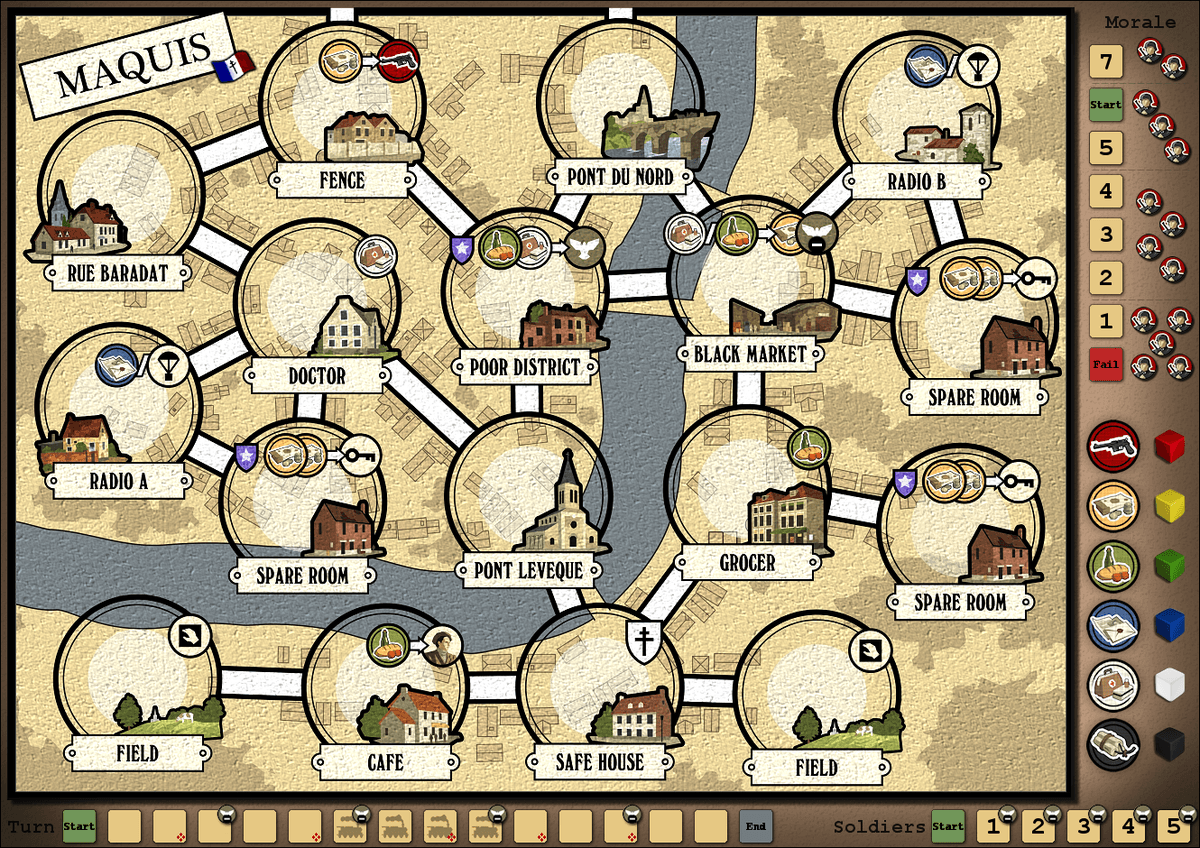 MAQUIS
Morale
7
Start
5
4
3
2
1
Fail
FENCE
PONT DU NORD
RADIO B
RUE BARADAT
DOCTOR
POOR DISTRICT
BLACK MARKET
SPARE ROOM
RADIO A
SPARE ROOM
PONT LEVEQUE
GROCER
SPARE ROOM
FIELD
CAFE
SAFE HOUSE
FIELD
Turn Start End Soldiers Start 1 2 3 4 5